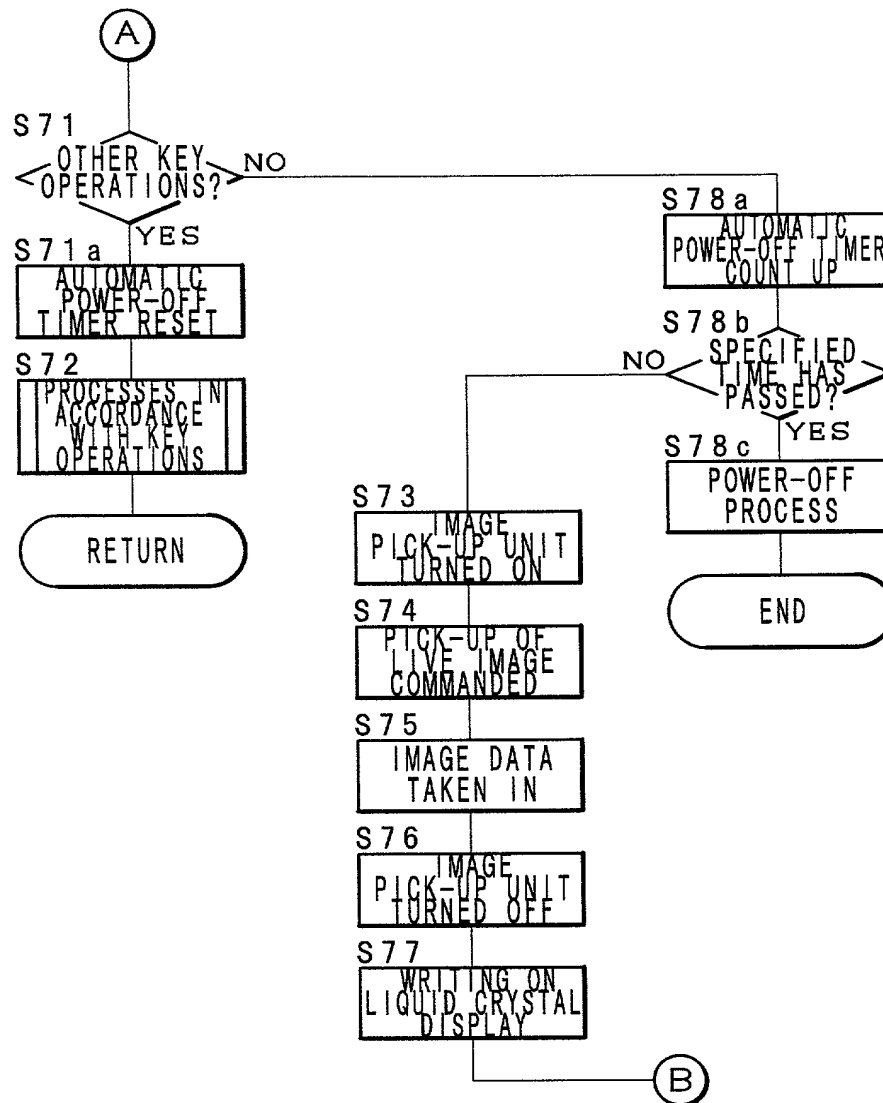 A
S71
OTHER KEY
OPERATIONS?
NO
YES
S71a
AUTOMATIC
POWER-OFF
TIMER RESET
S72
PROCESSES IN
ACCORDANCE
WITH KEY
OPERATIONS
RETURN
S78a
AUTOMATIC
POWER-OFF TIMER
COUNT UP
S78b
SPECIFIED
TIME HAS
PASSED?
NO
YES
S78c
POWER-OFF
PROCESS
END
S73
IMAGE
PICK-UP UNIT
TURNED ON
S74
PICK-UP OF
LIVE IMAGE
COMMANDED
S75
IMAGE DATA
TAKEN IN
S76
IMAGE
PICK-UP UNIT
TURNED OFF
S77
WRITING ON
LIQUID CRYSTAL
DISPLAY
B